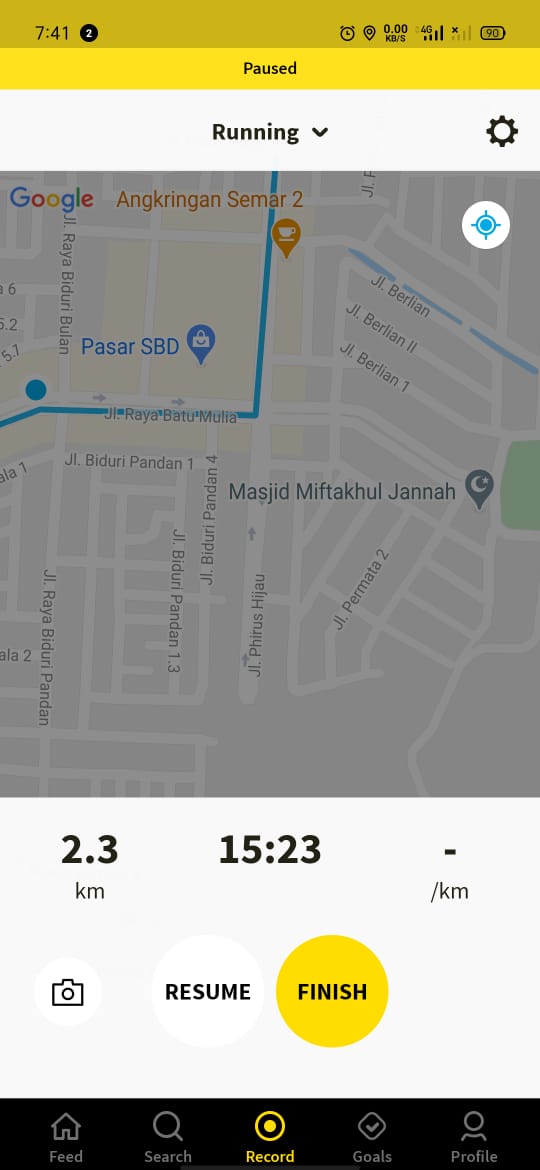 7:41 2 0.00 KB/S 4G 90
Paused
Running
Google
Angkringan Semar 2
Jl. Raya Biduri Bulan
Jl. Berlian
Jl. Berlian II
Jl. Berlian 1
a 6
5.2
5.1
Pasar SBD
Jl. Raya Batu Mulia
Jl. Biduri Pandan 1
ala 1
Jl. Biduri Pandan 4
Masjid Miftakhul Jannah
Jl. Biduri Pandan 1.3
Jl. Phirus Hijau
Jl. Permata 2
Jl. Raya Biduri Pandan
ala 2
2.3 15:23 -
km /km
RESUME FINISH
Feed Search Record Goals Profile